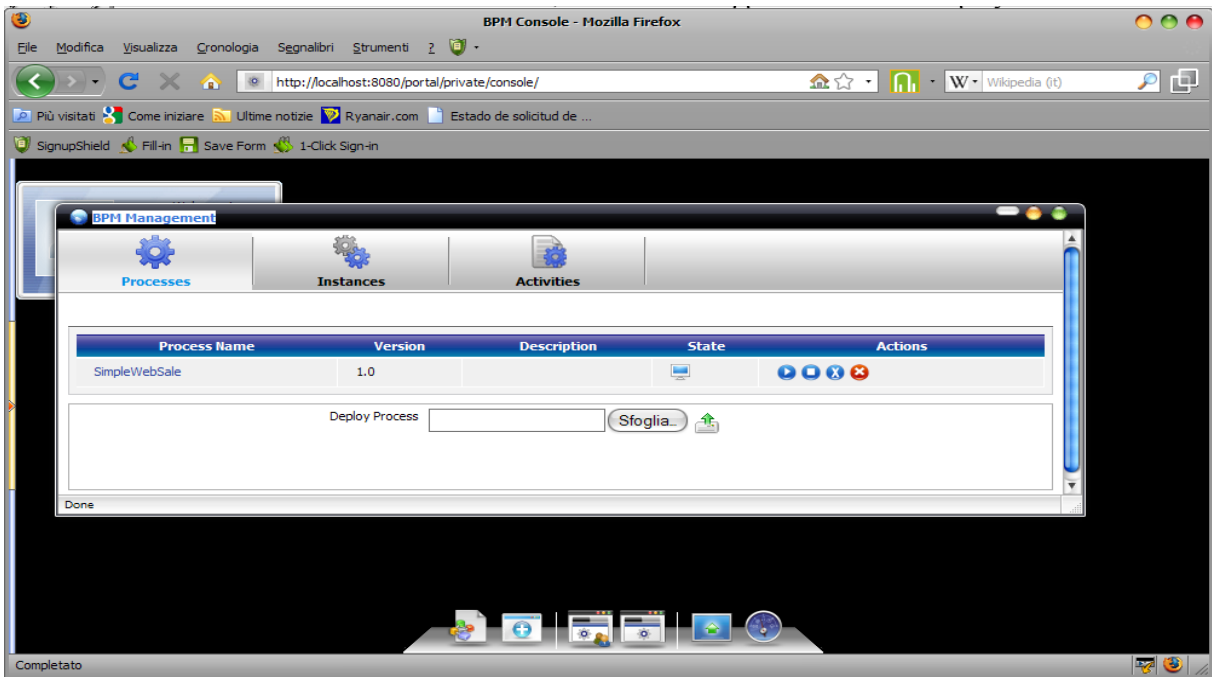 BPM Console - Mozilla Firefox
File Modifica Visualizza Cronologia Segnalibri Strumenti ?
http://localhost:8080/portal/private/console/ W Wikipedia (it)
Più visitati Come iniziare Ultime notizie Ryanair.com Estado de solicitud de ...
SignupShield Fill-in Save Form 1-Click Sign-in
BPM Management
Processes Instances Activities
Process Name Version Description State Actions
SimpleWebSale 1.0
Deploy Process Sfoglia...
Done
Completato